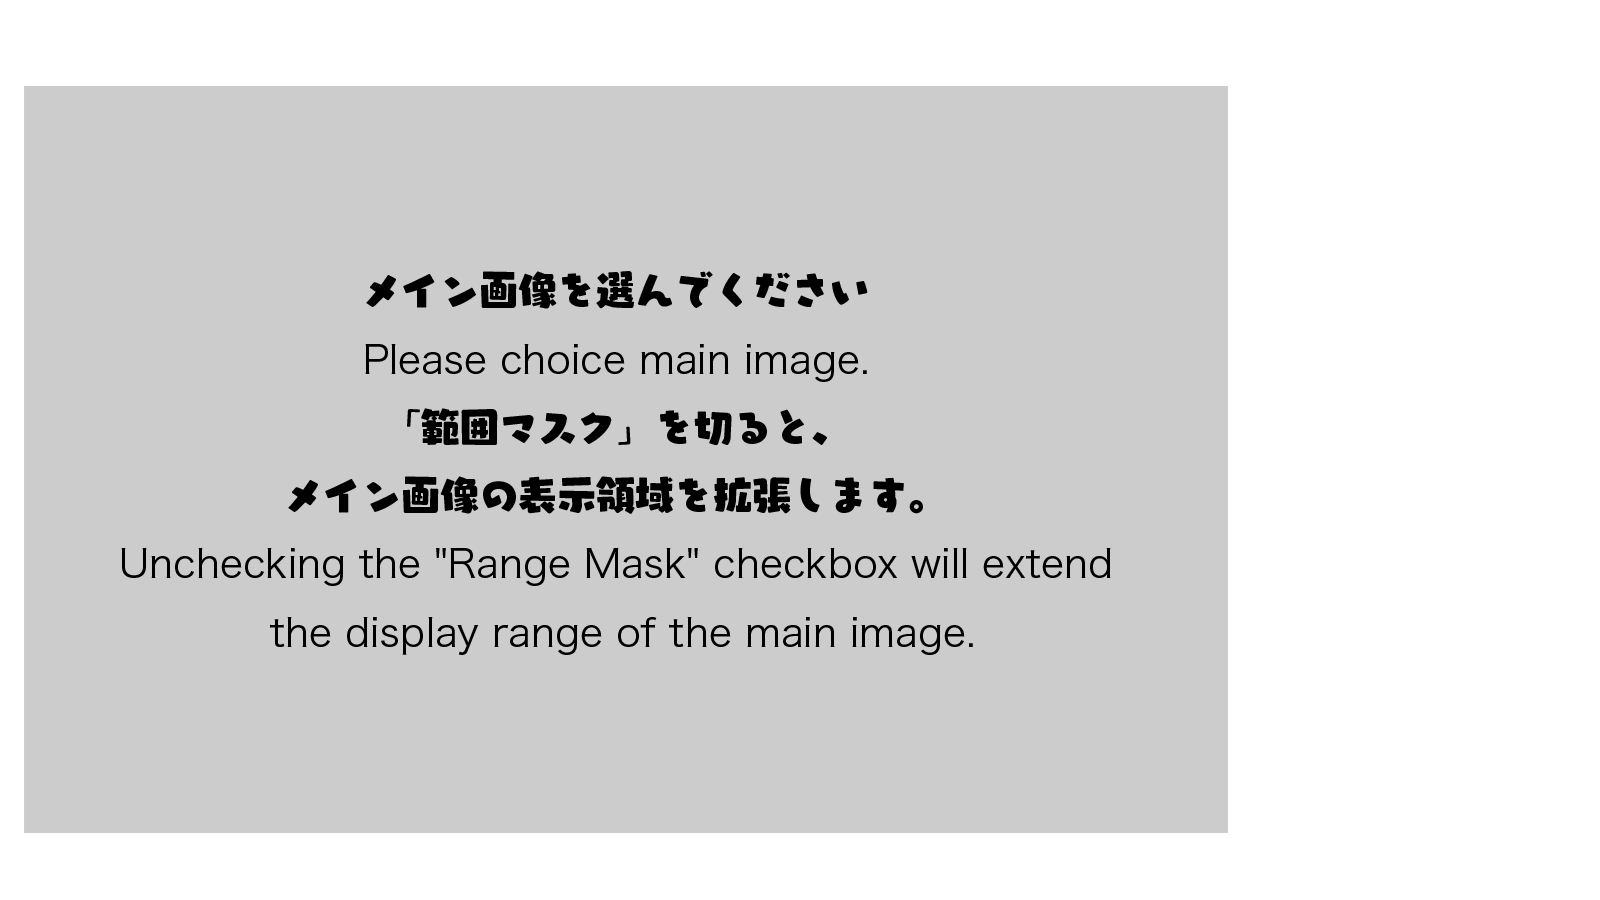 メイン画像を選んでください
Please choice main image.
「範囲マスク」を切ると、
メイン画像の表示領域を拡張します。
Unchecking the "Range Mask" checkbox will extend
the display range of the main image.